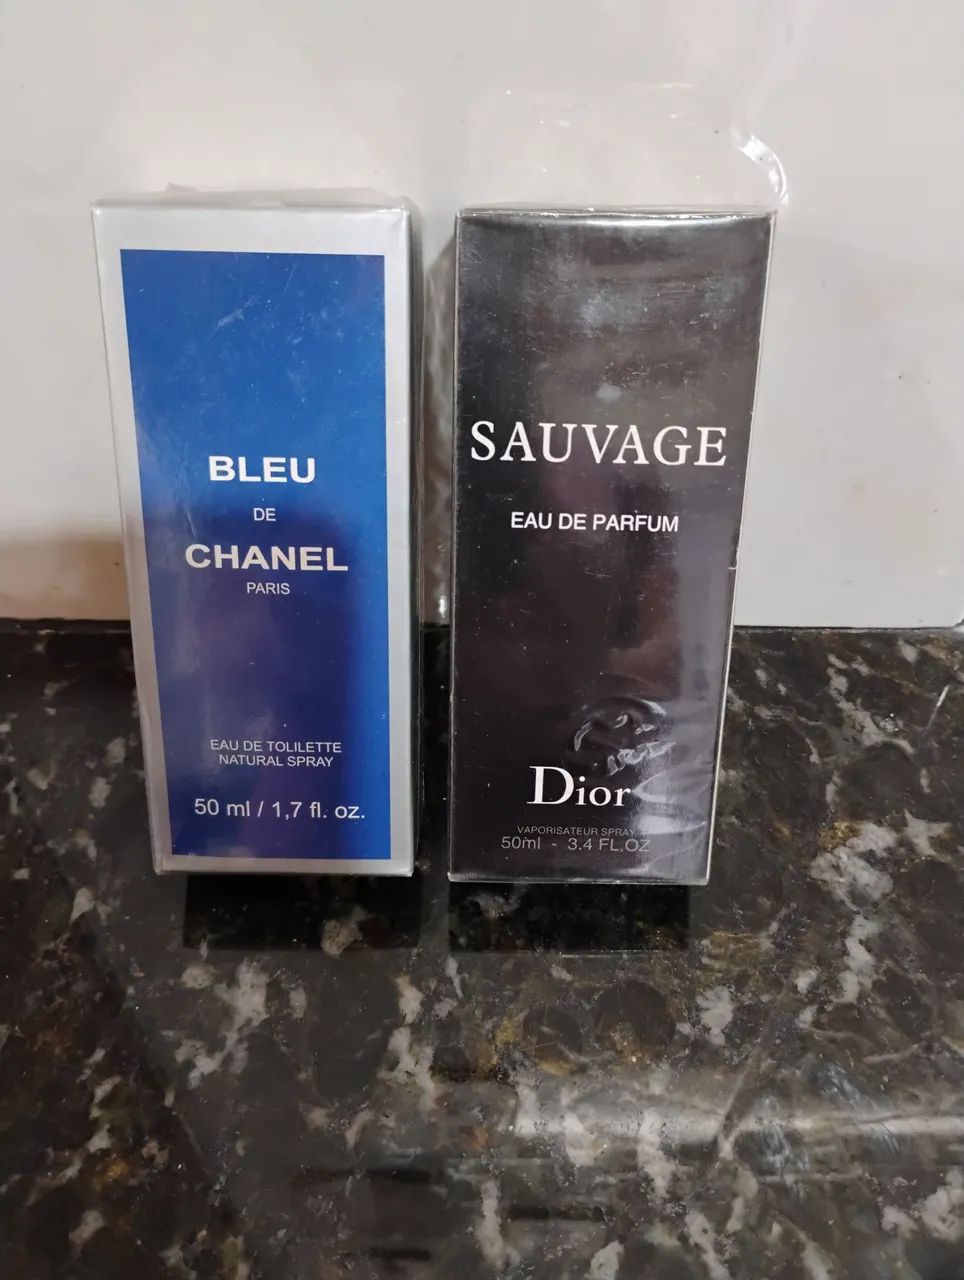 BLEU
DE
CHANEL
PARIS
EAU DE TOLILETTE
NATURAL SPRAY
50 ml / 1,7 fl. oz.
SAUVAGE
EAU DE PARFUM
Dior
VAPORISATEUR SPRAY
50ml - 3.4 FL.OZ